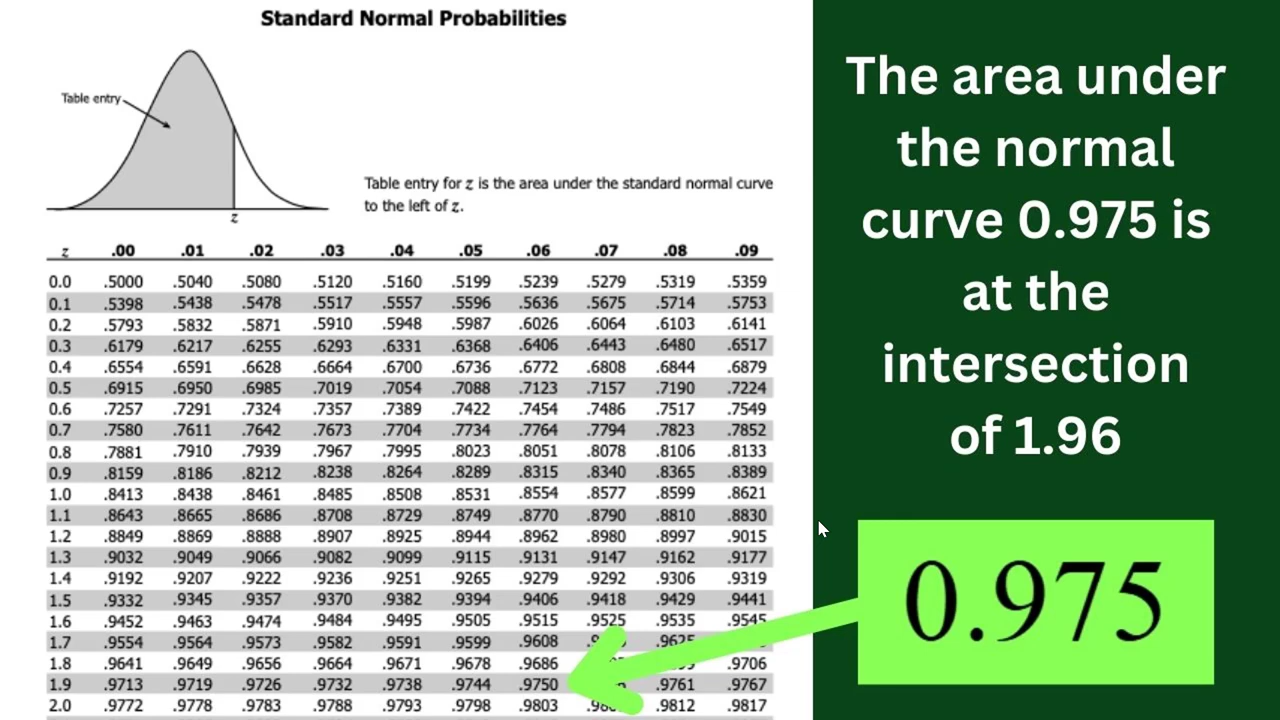 Standard Normal Probabilities
Table entry
Table entry for z is the area under the standard normal curve
to the left of z.
z
z .00 .01 .02 .03 .04 .05 .06 .07 .08 .09
0.0 .5000 .5040 .5080 .5120 .5160 .5199 .5239 .5279 .5319 .5359
0.1 .5398 .5438 .5478 .5517 .5557 .5596 .5636 .5675 .5714 .5753
0.2 .5793 .5832 .5871 .5910 .5948 .5987 .6026 .6064 .6103 .6141
0.3 .6179 .6217 .6255 .6293 .6331 .6368 .6406 .6443 .6480 .6517
0.4 .6554 .6591 .6628 .6664 .6700 .6736 .6772 .6808 .6844 .6879
0.5 .6915 .6950 .6985 .7019 .7054 .7088 .7123 .7157 .7190 .7224
0.6 .7257 .7291 .7324 .7357 .7389 .7422 .7454 .7486 .7517 .7549
0.7 .7580 .7611 .7642 .7673 .7704 .7734 .7764 .7794 .7823 .7852
0.8 .7881 .7910 .7939 .7967 .7995 .8023 .8051 .8078 .8106 .8133
0.9 .8159 .8186 .8212 .8238 .8264 .8289 .8315 .8340 .8365 .8389
1.0 .8413 .8438 .8461 .8485 .8508 .8531 .8554 .8577 .8599 .8621
1.1 .8643 .8665 .8686 .8708 .8729 .8749 .8770 .8790 .8810 .8830
1.2 .8849 .8869 .8888 .8907 .8925 .8944 .8962 .8980 .8997 .9015
1.3 .9032 .9049 .9066 .9082 .9099 .9115 .9131 .9147 .9162 .9177
1.4 .9192 .9207 .9222 .9236 .9251 .9265 .9279 .9292 .9306 .9319
1.5 .9332 .9345 .9357 .9370 .9382 .9394 .9406 .9418 .9429 .9441
1.6 .9452 .9463 .9474 .9484 .9495 .9505 .9515 .9525 .9535 .9545
1.7 .9554 .9564 .9573 .9582 .9591 .9599 .9608
1.8 .9641 .9649 .9656 .9664 .9671 .9678 .9686 .9706
1.9 .9713 .9719 .9726 .9732 .9738 .9744 .9750 .9761 .9767
2.0 .9772 .9778 .9783 .9788 .9793 .9798 .9803 .9812 .9817
The area under
the normal
curve 0.975 is
at the
intersection
of 1.96
0.975